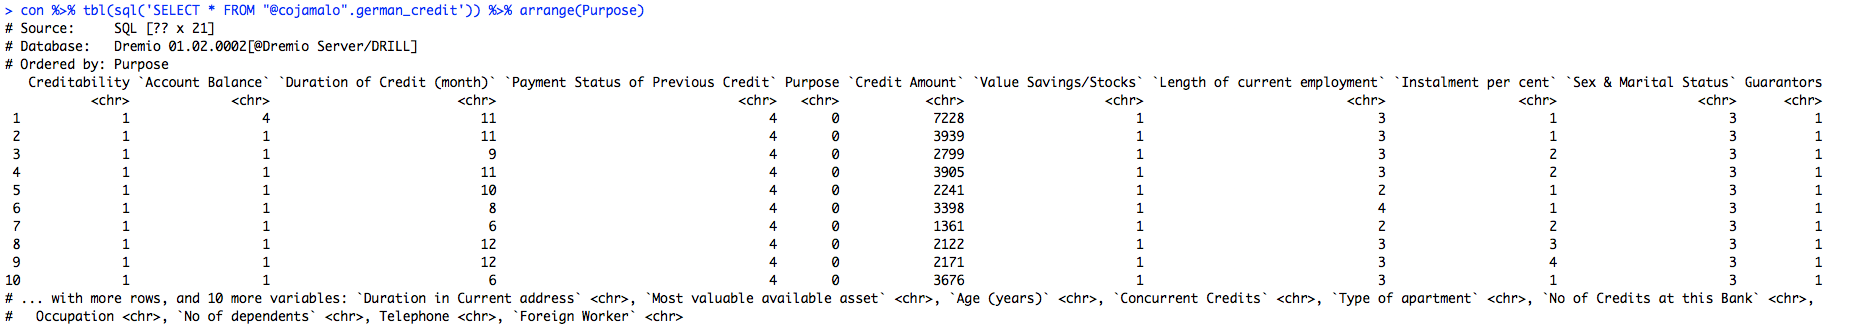 > con %>% tbl(sql('SELECT * FROM "@cojamalo".german_credit')) %>% arrange(Purpose)
# Source:     SQL [?? x 21]
# Database:   Dremio 01.02.0002[@Dremio Server/DRILL]
# Ordered by: Purpose
   Creditability `Account Balance` `Duration of Credit (month)` `Payment Status of Previous Credit` Purpose `Credit Amount` `Value Savings/Stocks` `Length of current employment` `Instalment per cent` `Sex & Marital Status` Guarantors
   <chr> <chr> <chr> <chr> <chr> <chr> <chr> <chr> <chr> <chr> <chr>
 1 1 4 11 4 0 7228 1 3 1 3 1
 2 1 1 11 4 0 3939 1 3 1 3 1
 3 1 1 9 4 0 2799 1 3 2 3 1
 4 1 1 11 4 0 3905 1 3 2 3 1
 5 1 1 10 4 0 2241 1 2 1 3 1
 6 1 1 8 4 0 3398 1 4 1 3 1
 7 1 1 6 4 0 1361 1 2 2 3 1
 8 1 1 12 4 0 2122 1 3 3 3 1
 9 1 1 12 4 0 2171 1 3 4 3 1
10 1 1 6 4 0 3676 1 3 1 3 1
# ... with more rows, and 10 more variables: `Duration in Current address` <chr>, `Most valuable available asset` <chr>, `Age (years)` <chr>, `Concurrent Credits` <chr>, `Type of apartment` <chr>, `No of Credits at this Bank` <chr>,
#   Occupation <chr>, `No of dependents` <chr>, Telephone <chr>, `Foreign Worker` <chr>